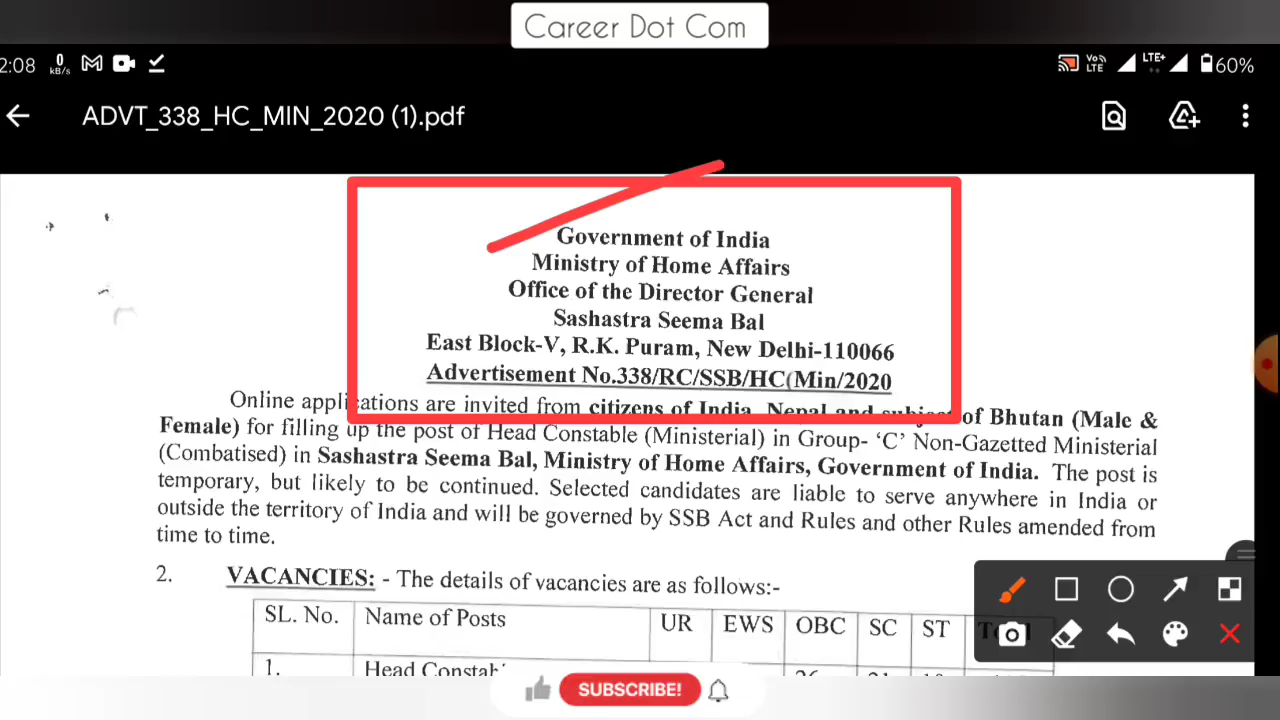 Career Dot Com
2:08 0 kB/s Vo)) LTE LTE+ 60%
ADVT_338_HC_MIN_2020 (1).pdf
Government of India
Ministry of Home Affairs
Office of the Director General
Sashastra Seema Bal
East Block-V, R.K. Puram, New Delhi-110066
Advertisement No.338/RC/SSB/HC(Min/2020
Online applications are invited from citizens of India, Nepal and subject of Bhutan (Male &
Female) for filling up the post of Head Constable (Ministerial) in Group- ‘C’ Non-Gazetted Ministerial
(Combatised) in Sashastra Seema Bal, Ministry of Home Affairs, Government of India. The post is
temporary, but likely to be continued. Selected candidates are liable to serve anywhere in India or
outside the territory of India and will be governed by SSB Act and Rules and other Rules amended from
time to time.
2. VACANCIES: - The details of vacancies are as follows:-
SL. No. Name of Posts UR EWS OBC SC ST
1. Head
SUBSCRIBE!